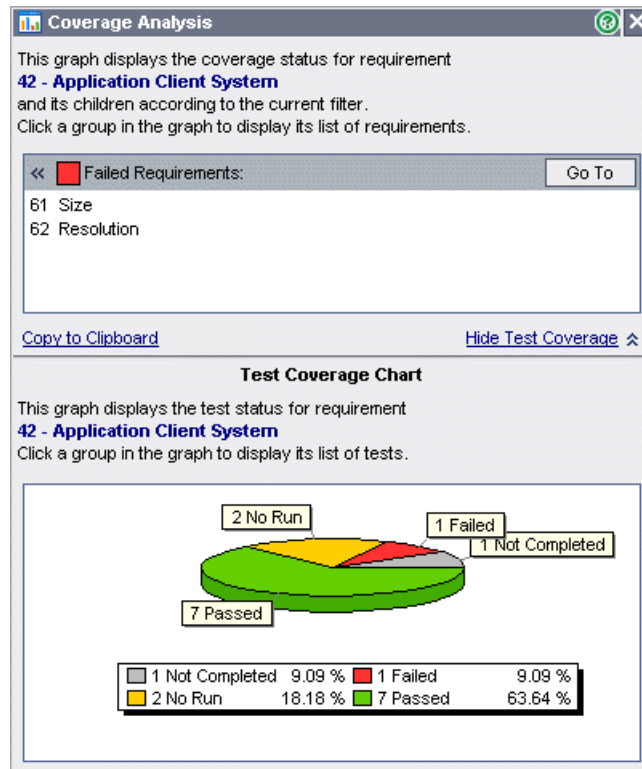 Coverage Analysis
This graph displays the coverage status for requirement
42 - Application Client System
and its children according to the current filter.
Click a group in the graph to display its list of requirements.
Failed Requirements:
Go To
61 Size
62 Resolution
Copy to Clipboard
Hide Test Coverage
Test Coverage Chart
This graph displays the test status for requirement
42 - Application Client System
Click a group in the graph to display its list of tests.
2 No Run
1 Failed
1 Not Completed
7 Passed
1 Not Completed 9.09 % 1 Failed 9.09 %
2 No Run 18.18 % 7 Passed 63.64 %